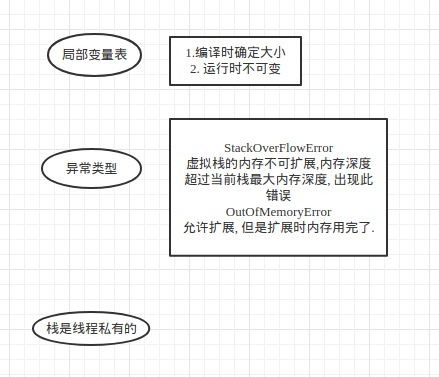 局部变量表
1.编译时确定大小
2. 运行时不可变
异常类型
StackOverFlowError
虚拟栈的内存不可扩展,内存深度
超过当前栈最大内存深度, 出现此
错误
OutOfMemoryError
允许扩展, 但是扩展时内存用完了.
栈是线程私有的